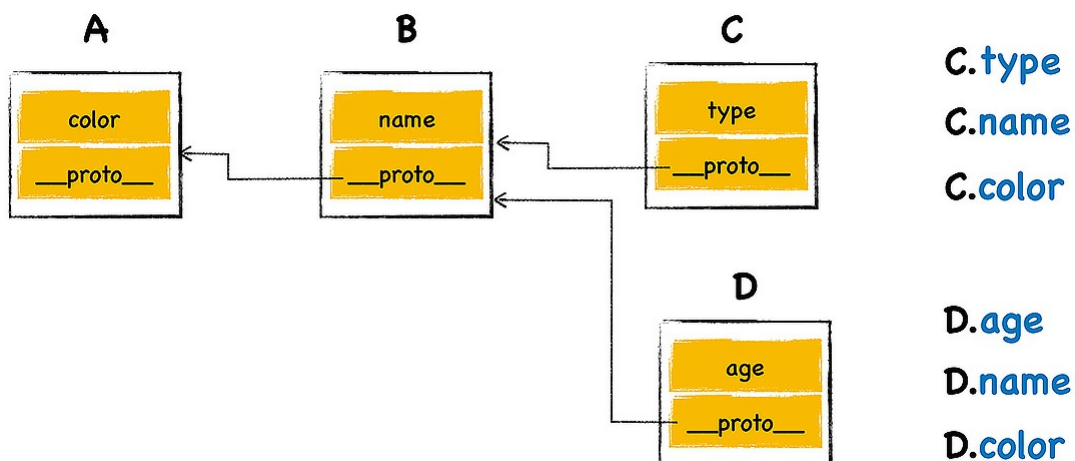 A
color
__proto__
B
name
__proto__
C
type
__proto__
C.type
C.name
C.color
D
age
__proto__
D.age
D.name
D.color